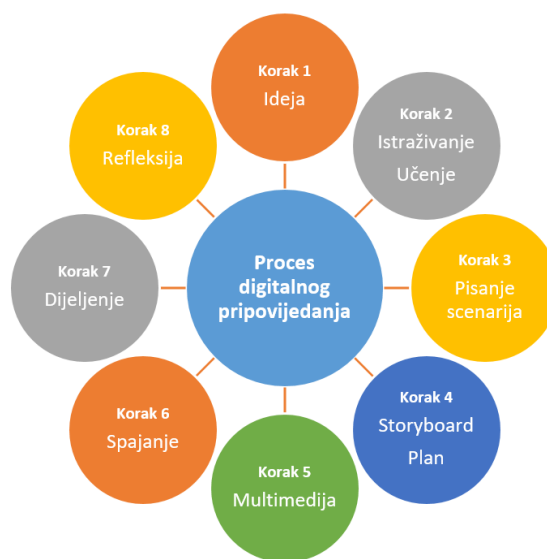 Korak 1
Ideja
Korak 2
Istraživanje
Učenje
Korak 3
Pisanje
scenarija
Korak 4
Storyboard
Plan
Korak 5
Multimedija
Korak 6
Spajanje
Korak 7
Dijeljenje
Korak 8
Refleksija
Proces
digitalnog
pripovijedanja